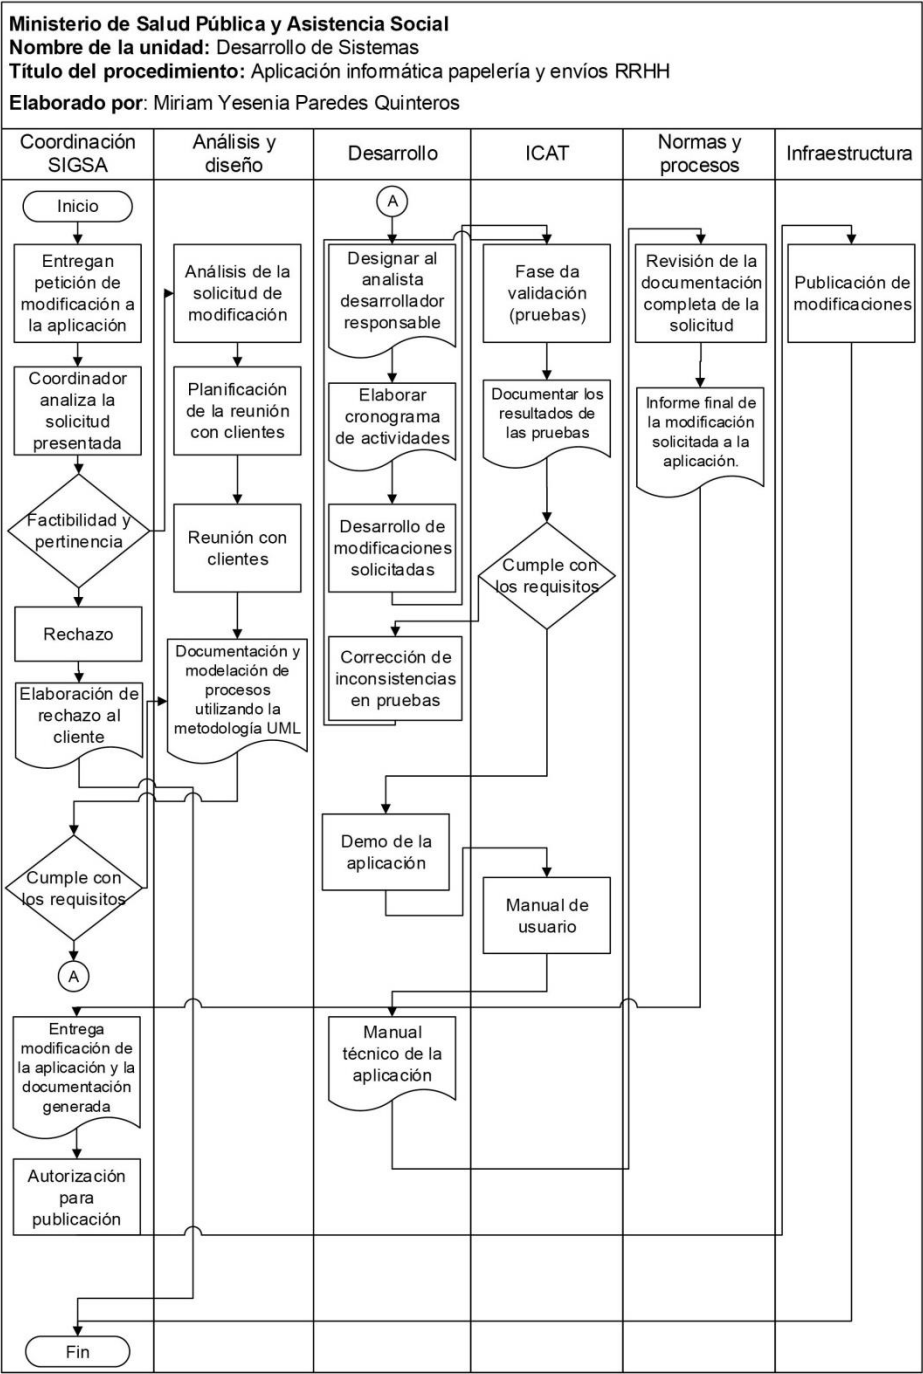 Ministerio de Salud Pública y Asistencia Social
Nombre de la unidad: Desarrollo de Sistemas
Título del procedimiento: Aplicación informática papelería y envíos RRHH
Elaborado por: Miriam Yesenia Paredes Quinteros
Coordinación
SIGSA
Análisis y
diseño
Desarrollo
ICAT
Normas y
procesos
Infraestructura
Inicio
Entregan
petición de
modificación a
la aplicación
Coordinador
analiza la
solicitud
presentada
Factibilidad y
pertinencia
Rechazo
Elaboración de
rechazo al
cliente
Cumple con
los requisitos
A
Entrega
modificación de
la aplicación y la
documentación
generada
Autorización
para
publicación
Fin
Análisis de la
solicitud de
modificación
Planificación
de la reunión
con clientes
Reunión con
clientes
Documentación y
modelación de
procesos
utilizando la
metodología UML
A
Designar al
analista
desarrollador
responsable
Elaborar
cronograma
de actividades
Desarrollo de
modificaciones
solicitadas
Corrección de
inconsistencias
en pruebas
Demo de la
aplicación
Manual
técnico de la
aplicación
Fase da
validación
(pruebas)
Documentar los
resultados de
las pruebas
Cumple con
los requisitos
Manual de
usuario
Revisión de la
documentación
completa de la
solicitud
Informe final de
la modificación
solicitada a la
aplicación.
Publicación de
modificaciones